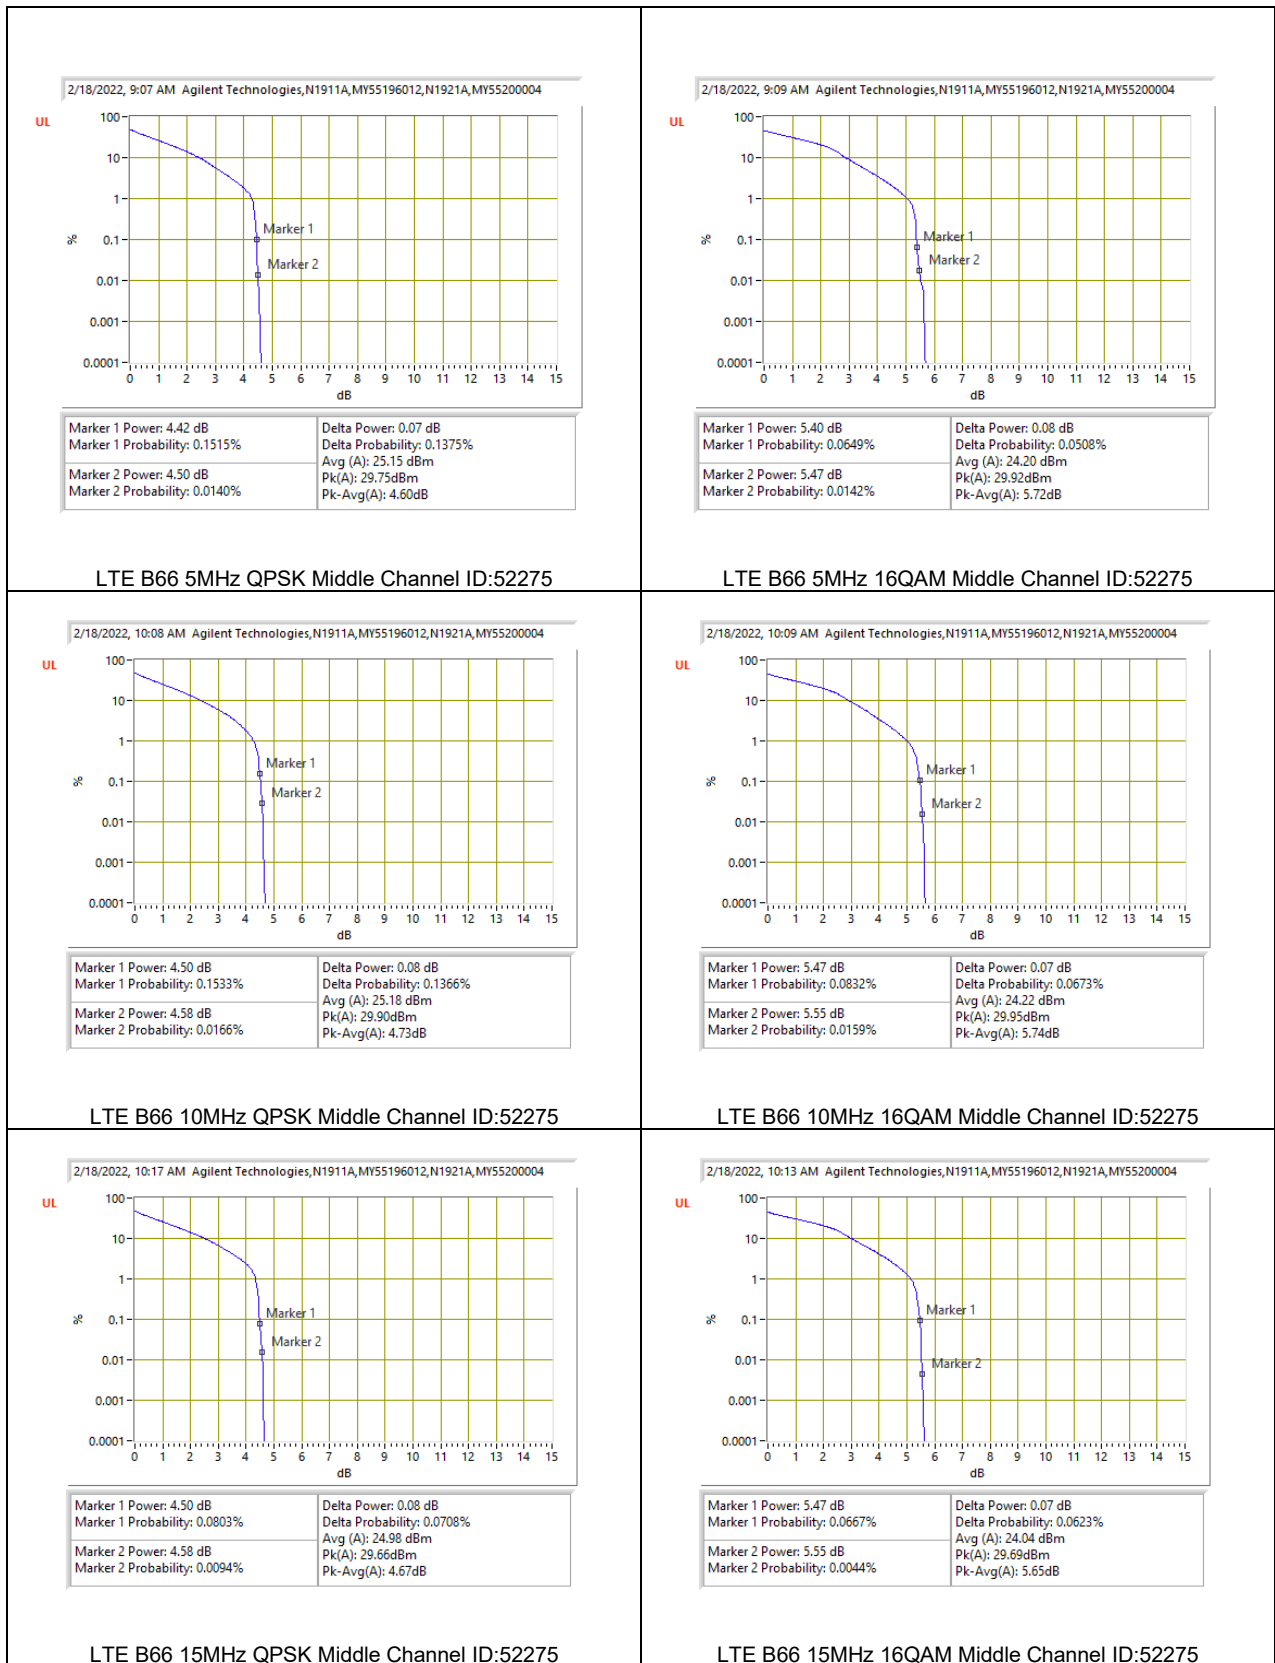 2/18/2022, 9:07 AM Agilent Technologies,N1911A,MY55196012,N1921A,MY55200004
UL
100
10
1
%
0.1
0.01
0.001
0.0001
Marker 1
Marker 2
0 1 2 3 4 5 6 7 8 9 10 11 12 13 14 15
dB
Marker 1 Power: 4.42 dB
Marker 1 Probability: 0.1515%
Marker 2 Power: 4.50 dB
Marker 2 Probability: 0.0140%
Delta Power: 0.07 dB
Delta Probability: 0.1375%
Avg (A): 25.15 dBm
Pk(A): 29.75dBm
Pk-Avg(A): 4.60dB
LTE B66 5MHz QPSK Middle Channel ID:52275
2/18/2022, 9:09 AM Agilent Technologies,N1911A,MY55196012,N1921A,MY55200004
UL
100
10
1
%
0.1
0.01
0.001
0.0001
Marker 1
Marker 2
0 1 2 3 4 5 6 7 8 9 10 11 12 13 14 15
dB
Marker 1 Power: 5.40 dB
Marker 1 Probability: 0.0649%
Marker 2 Power: 5.47 dB
Marker 2 Probability: 0.0142%
Delta Power: 0.08 dB
Delta Probability: 0.0508%
Avg (A): 24.20 dBm
Pk(A): 29.92dBm
Pk-Avg(A): 5.72dB
LTE B66 5MHz 16QAM Middle Channel ID:52275
2/18/2022, 10:08 AM Agilent Technologies,N1911A,MY55196012,N1921A,MY55200004
UL
100
10
1
%
0.1
0.01
0.001
0.0001
Marker 1
Marker 2
0 1 2 3 4 5 6 7 8 9 10 11 12 13 14 15
dB
Marker 1 Power: 4.50 dB
Marker 1 Probability: 0.1533%
Marker 2 Power: 4.58 dB
Marker 2 Probability: 0.0166%
Delta Power: 0.08 dB
Delta Probability: 0.1366%
Avg (A): 25.18 dBm
Pk(A): 29.90dBm
Pk-Avg(A): 4.73dB
LTE B66 10MHz QPSK Middle Channel ID:52275
2/18/2022, 10:09 AM Agilent Technologies,N1911A,MY55196012,N1921A,MY55200004
UL
100
10
1
%
0.1
0.01
0.001
0.0001
Marker 1
Marker 2
0 1 2 3 4 5 6 7 8 9 10 11 12 13 14 15
dB
Marker 1 Power: 5.47 dB
Marker 1 Probability: 0.0832%
Marker 2 Power: 5.55 dB
Marker 2 Probability: 0.0159%
Delta Power: 0.07 dB
Delta Probability: 0.0673%
Avg (A): 24.22 dBm
Pk(A): 29.95dBm
Pk-Avg(A): 5.74dB
LTE B66 10MHz 16QAM Middle Channel ID:52275
2/18/2022, 10:17 AM Agilent Technologies,N1911A,MY55196012,N1921A,MY55200004
UL
100
10
1
%
0.1
0.01
0.001
0.0001
Marker 1
Marker 2
0 1 2 3 4 5 6 7 8 9 10 11 12 13 14 15
dB
Marker 1 Power: 4.50 dB
Marker 1 Probability: 0.0803%
Marker 2 Power: 4.58 dB
Marker 2 Probability: 0.0094%
Delta Power: 0.08 dB
Delta Probability: 0.0708%
Avg (A): 24.98 dBm
Pk(A): 29.66dBm
Pk-Avg(A): 4.67dB
LTE B66 15MHz QPSK Middle Channel ID:52275
2/18/2022, 10:13 AM Agilent Technologies,N1911A,MY55196012,N1921A,MY55200004
UL
100
10
1
%
0.1
0.01
0.001
0.0001
Marker 1
Marker 2
0 1 2 3 4 5 6 7 8 9 10 11 12 13 14 15
dB
Marker 1 Power: 5.47 dB
Marker 1 Probability: 0.0667%
Marker 2 Power: 5.55 dB
Marker 2 Probability: 0.0044%
Delta Power: 0.07 dB
Delta Probability: 0.0623%
Avg (A): 24.04 dBm
Pk(A): 29.69dBm
Pk-Avg(A): 5.65dB
LTE B66 15MHz 16QAM Middle Channel ID:52275